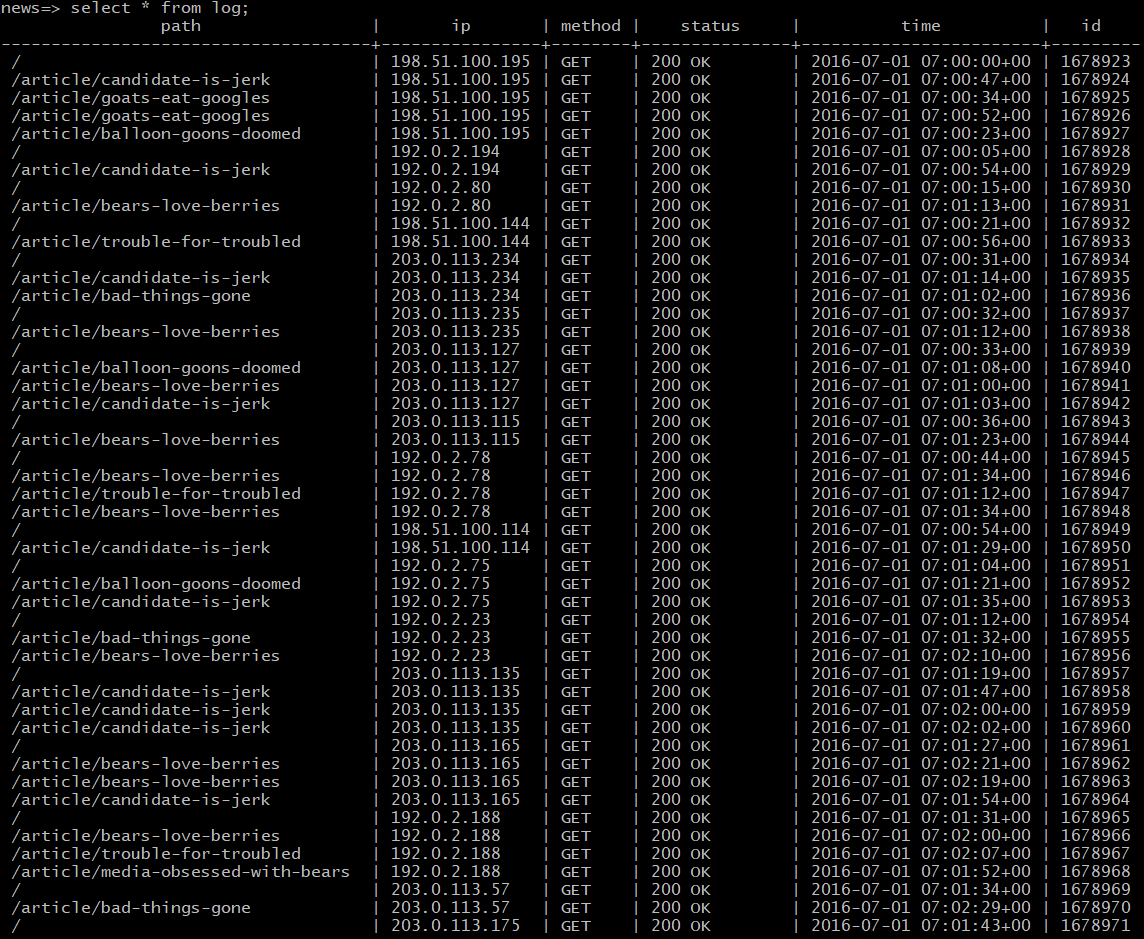 news=> select * from log;
path | ip | method | status | time | id
-------------------------------------+----------------+--------+---------------+------------------------+---------
/ | 198.51.100.195 | GET | 200 OK | 2016-07-01 07:00:00+00 | 1678923
/article/candidate-is-jerk | 198.51.100.195 | GET | 200 OK | 2016-07-01 07:00:47+00 | 1678924
/article/goats-eat-googles | 198.51.100.195 | GET | 200 OK | 2016-07-01 07:00:34+00 | 1678925
/article/goats-eat-googles | 198.51.100.195 | GET | 200 OK | 2016-07-01 07:00:52+00 | 1678926
/article/balloon-goons-doomed | 198.51.100.195 | GET | 200 OK | 2016-07-01 07:00:23+00 | 1678927
/ | 192.0.2.194 | GET | 200 OK | 2016-07-01 07:00:05+00 | 1678928
/article/candidate-is-jerk | 192.0.2.194 | GET | 200 OK | 2016-07-01 07:00:54+00 | 1678929
/ | 192.0.2.80 | GET | 200 OK | 2016-07-01 07:00:15+00 | 1678930
/article/bears-love-berries | 192.0.2.80 | GET | 200 OK | 2016-07-01 07:01:13+00 | 1678931
/ | 198.51.100.144 | GET | 200 OK | 2016-07-01 07:00:21+00 | 1678932
/article/trouble-for-troubled | 198.51.100.144 | GET | 200 OK | 2016-07-01 07:00:56+00 | 1678933
/ | 203.0.113.234 | GET | 200 OK | 2016-07-01 07:00:31+00 | 1678934
/article/candidate-is-jerk | 203.0.113.234 | GET | 200 OK | 2016-07-01 07:01:14+00 | 1678935
/article/bad-things-gone | 203.0.113.234 | GET | 200 OK | 2016-07-01 07:01:02+00 | 1678936
/ | 203.0.113.235 | GET | 200 OK | 2016-07-01 07:00:32+00 | 1678937
/article/bears-love-berries | 203.0.113.235 | GET | 200 OK | 2016-07-01 07:01:12+00 | 1678938
/ | 203.0.113.127 | GET | 200 OK | 2016-07-01 07:00:33+00 | 1678939
/article/balloon-goons-doomed | 203.0.113.127 | GET | 200 OK | 2016-07-01 07:01:08+00 | 1678940
/article/bears-love-berries | 203.0.113.127 | GET | 200 OK | 2016-07-01 07:01:00+00 | 1678941
/article/candidate-is-jerk | 203.0.113.127 | GET | 200 OK | 2016-07-01 07:01:03+00 | 1678942
/ | 203.0.113.115 | GET | 200 OK | 2016-07-01 07:00:36+00 | 1678943
/article/bears-love-berries | 203.0.113.115 | GET | 200 OK | 2016-07-01 07:01:23+00 | 1678944
/ | 192.0.2.78 | GET | 200 OK | 2016-07-01 07:00:44+00 | 1678945
/article/bears-love-berries | 192.0.2.78 | GET | 200 OK | 2016-07-01 07:01:34+00 | 1678946
/article/trouble-for-troubled | 192.0.2.78 | GET | 200 OK | 2016-07-01 07:01:12+00 | 1678947
/article/bears-love-berries | 192.0.2.78 | GET | 200 OK | 2016-07-01 07:01:34+00 | 1678948
/ | 198.51.100.114 | GET | 200 OK | 2016-07-01 07:00:54+00 | 1678949
/article/candidate-is-jerk | 198.51.100.114 | GET | 200 OK | 2016-07-01 07:01:29+00 | 1678950
/ | 192.0.2.75 | GET | 200 OK | 2016-07-01 07:01:04+00 | 1678951
/article/balloon-goons-doomed | 192.0.2.75 | GET | 200 OK | 2016-07-01 07:01:21+00 | 1678952
/article/candidate-is-jerk | 192.0.2.75 | GET | 200 OK | 2016-07-01 07:01:35+00 | 1678953
/ | 192.0.2.23 | GET | 200 OK | 2016-07-01 07:01:12+00 | 1678954
/article/bad-things-gone | 192.0.2.23 | GET | 200 OK | 2016-07-01 07:01:32+00 | 1678955
/article/bears-love-berries | 192.0.2.23 | GET | 200 OK | 2016-07-01 07:02:10+00 | 1678956
/ | 203.0.113.135 | GET | 200 OK | 2016-07-01 07:01:19+00 | 1678957
/article/candidate-is-jerk | 203.0.113.135 | GET | 200 OK | 2016-07-01 07:01:47+00 | 1678958
/article/candidate-is-jerk | 203.0.113.135 | GET | 200 OK | 2016-07-01 07:02:00+00 | 1678959
/article/candidate-is-jerk | 203.0.113.135 | GET | 200 OK | 2016-07-01 07:02:02+00 | 1678960
/ | 203.0.113.165 | GET | 200 OK | 2016-07-01 07:01:27+00 | 1678961
/article/bears-love-berries | 203.0.113.165 | GET | 200 OK | 2016-07-01 07:02:21+00 | 1678962
/article/bears-love-berries | 203.0.113.165 | GET | 200 OK | 2016-07-01 07:02:19+00 | 1678963
/article/candidate-is-jerk | 203.0.113.165 | GET | 200 OK | 2016-07-01 07:01:54+00 | 1678964
/ | 192.0.2.188 | GET | 200 OK | 2016-07-01 07:01:31+00 | 1678965
/article/bears-love-berries | 192.0.2.188 | GET | 200 OK | 2016-07-01 07:02:00+00 | 1678966
/article/trouble-for-troubled | 192.0.2.188 | GET | 200 OK | 2016-07-01 07:02:07+00 | 1678967
/article/media-obsessed-with-bears | 192.0.2.188 | GET | 200 OK | 2016-07-01 07:01:52+00 | 1678968
/ | 203.0.113.57 | GET | 200 OK | 2016-07-01 07:01:34+00 | 1678969
/article/bad-things-gone | 203.0.113.57 | GET | 200 OK | 2016-07-01 07:02:29+00 | 1678970
/ | 203.0.113.175 | GET | 200 OK | 2016-07-01 07:01:43+00 | 1678971